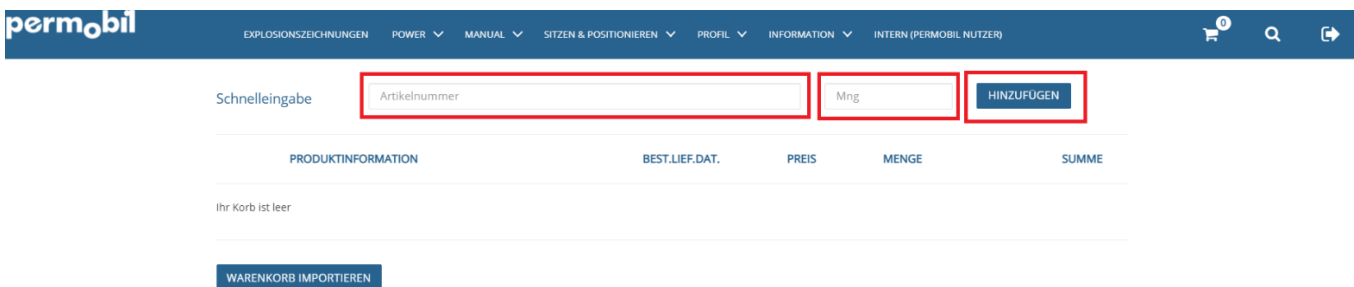 permobil
EXPLOSIONSZEICHNUNGEN POWER MANUAL SITZEN & POSITIONIEREN PROFIL INFORMATION INTERN (PERMOBIL NUTZER) 0
Schnelleingabe Artikelnummer Mng HINZUFÜGEN
PRODUKTINFORMATION BEST.LIEF.DAT. PREIS MENGE SUMME
Ihr Korb ist leer
WARENKORB IMPORTIEREN